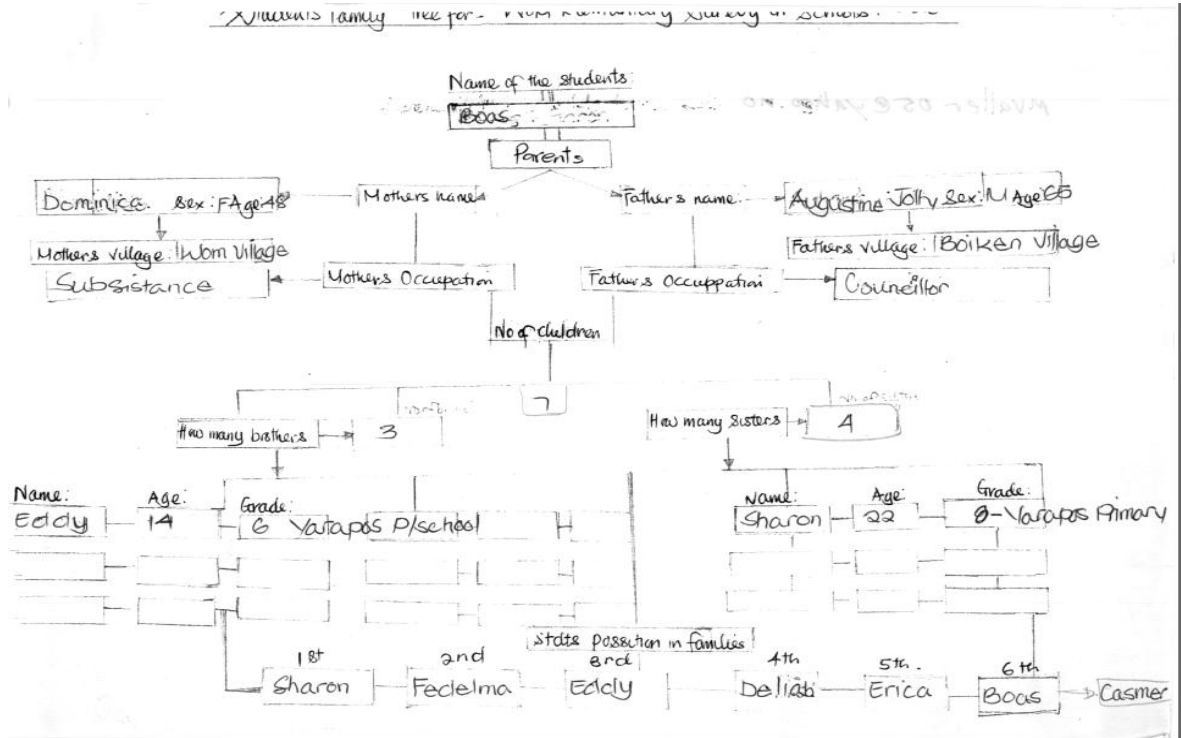 Students family Tree for - Wom Elementary Survey in Schools.
Name of the students:
Boas,
Parents
Dominica. Sex: F Age: 48
Mothers name
Fathers name:
Augustine Jolly Sex: M Age 65
Mothers village: Wom Village
Fathers village: Boiken Village
Subsistance
Mothers Occupation
Fathers Occuppation
Councillor
No of children
7
How many brothers
3
How many Sisters
4
Name:
Age:
Grade:
Eddy
14
6 Yarapos P/school
Name:
Age:
Grade:
Sharon
22
8 - Yarapos Primary
Stdts Possition in families
1st
2nd
3rd
4th
5th.
6th
Sharon
Fedelma
Eddy
Erica
Boas
Casmer